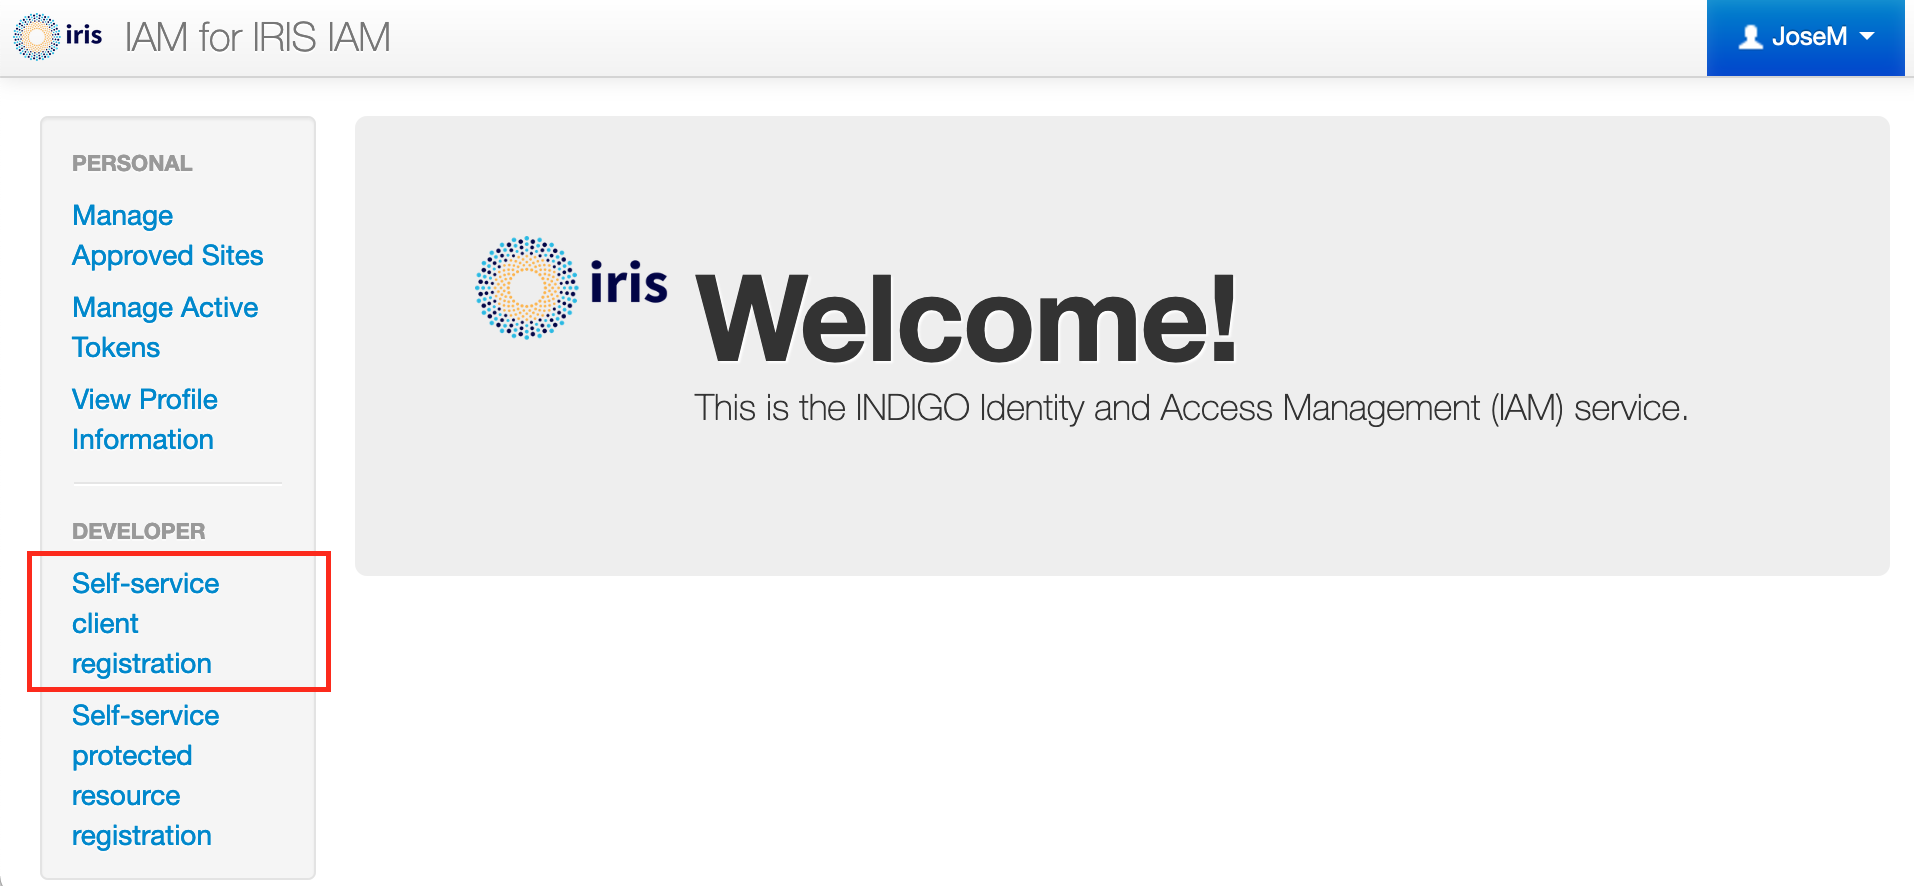 iris IAM for IRIS IAM
JoseM
PERSONAL
Manage
Approved Sites
Manage Active
Tokens
View Profile
Information
DEVELOPER
Self-service
client
registration
Self-service
protected
resource
registration
iris
Welcome!
This is the INDIGO Identity and Access Management (IAM) service.